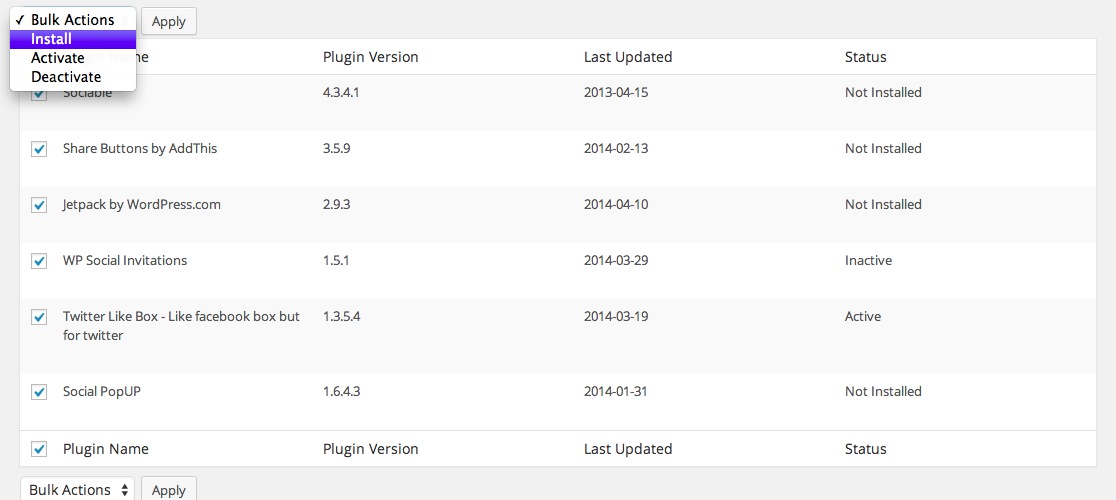 ✓ Bulk Actions
Apply
Install
Activate
Deactivate
me Plugin Version Last Updated Status
Sociable 4.3.4.1 2013-04-15 Not Installed
Share Buttons by AddThis 3.5.9 2014-02-13 Not Installed
Jetpack by WordPress.com 2.9.3 2014-04-10 Not Installed
WP Social Invitations 1.5.1 2014-03-29 Inactive
Twitter Like Box - Like facebook box but 1.3.5.4 2014-03-19 Active
for twitter
Social PopUP 1.6.4.3 2014-01-31 Not Installed
Plugin Name Plugin Version Last Updated Status
Bulk Actions Apply